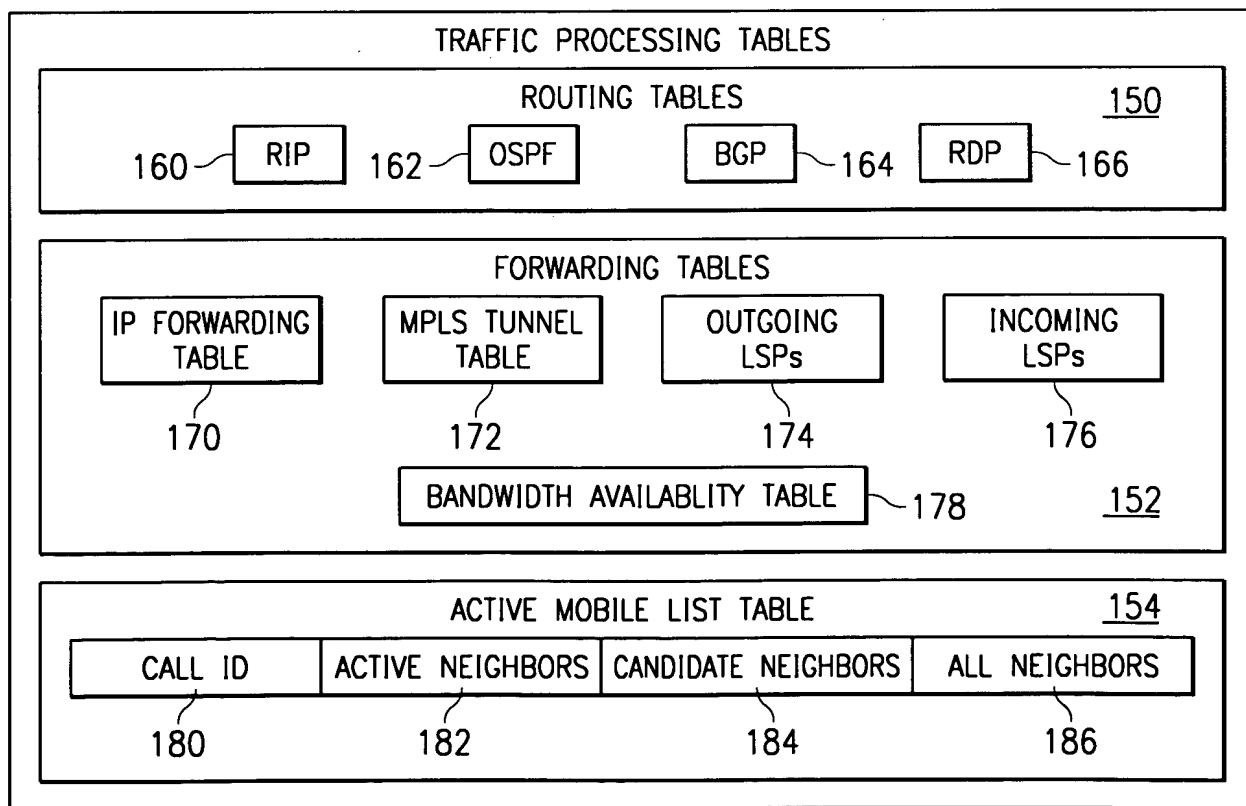 TRAFFIC PROCESSING TABLES
ROUTING TABLES
150
160 RIP 162 OSPF BGP 164 RDP 166
FORWARDING TABLES
IP FORWARDING TABLE
MPLS TUNNEL TABLE
OUTGOING LSPs
INCOMING LSPs
170 172 174 176
BANDWIDTH AVAILABLITY TABLE 178
152
ACTIVE MOBILE LIST TABLE
154
CALL ID ACTIVE NEIGHBORS CANDIDATE NEIGHBORS ALL NEIGHBORS
180 182 184 186